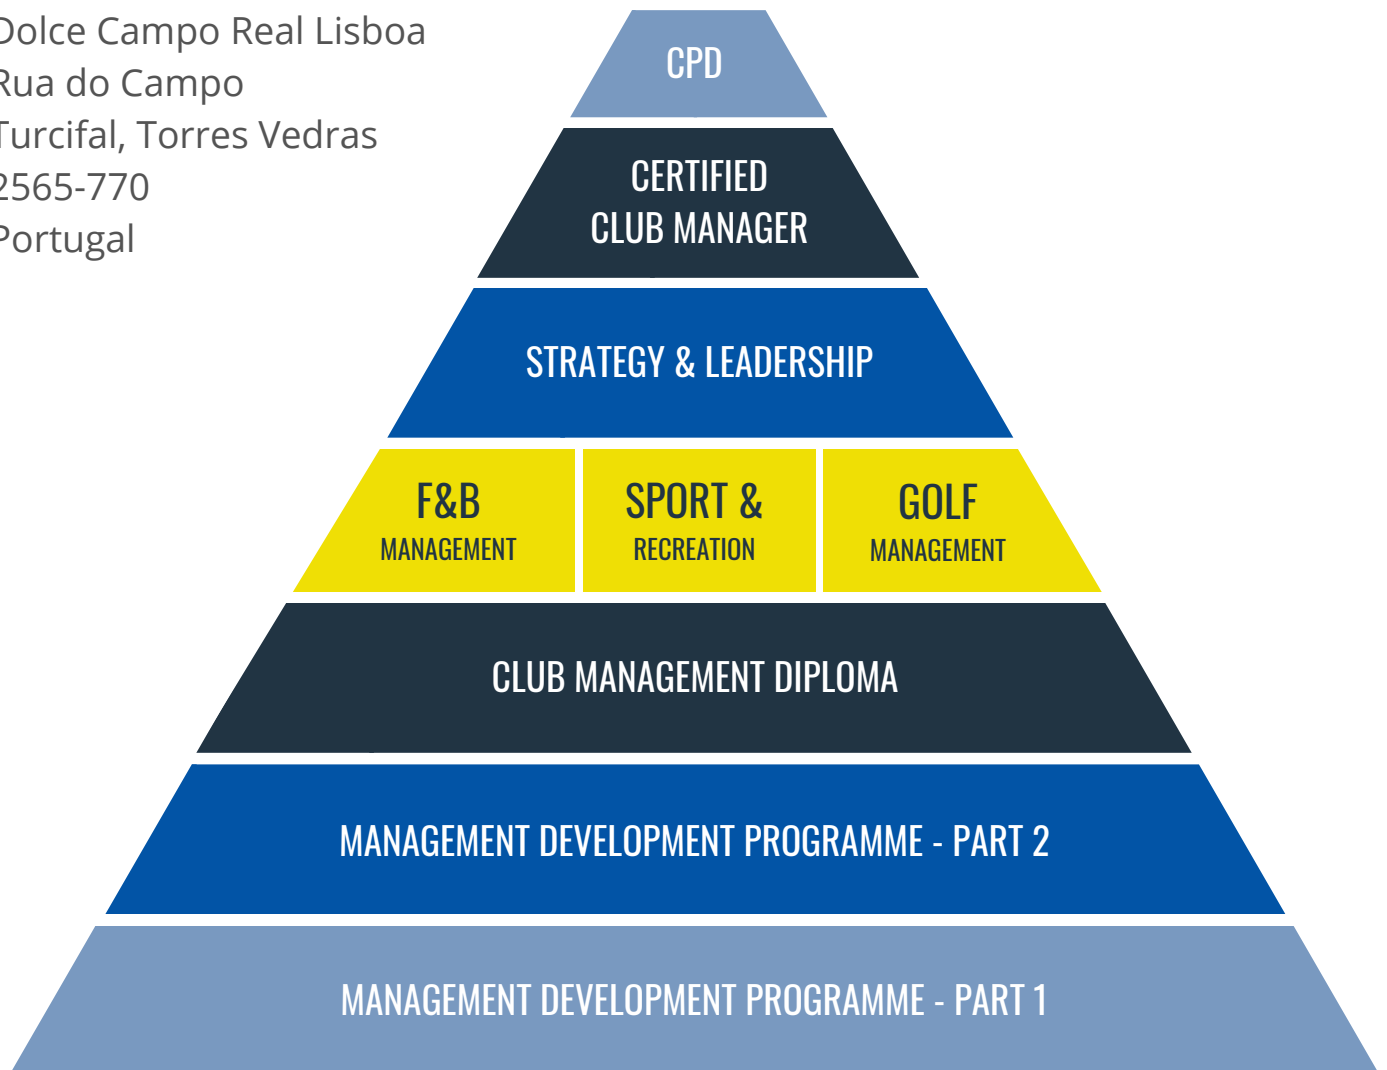 Dolce Campo Real Lisboa
Rua do Campo
Turcifal, Torres Vedras
2565-770
Portugal
CPD
CERTIFIED
CLUB MANAGER
STRATEGY & LEADERSHIP
F&B
MANAGEMENT
SPORT &
RECREATION
GOLF
MANAGEMENT
CLUB MANAGEMENT DIPLOMA
MANAGEMENT DEVELOPMENT PROGRAMME - PART 2
MANAGEMENT DEVELOPMENT PROGRAMME - PART 1